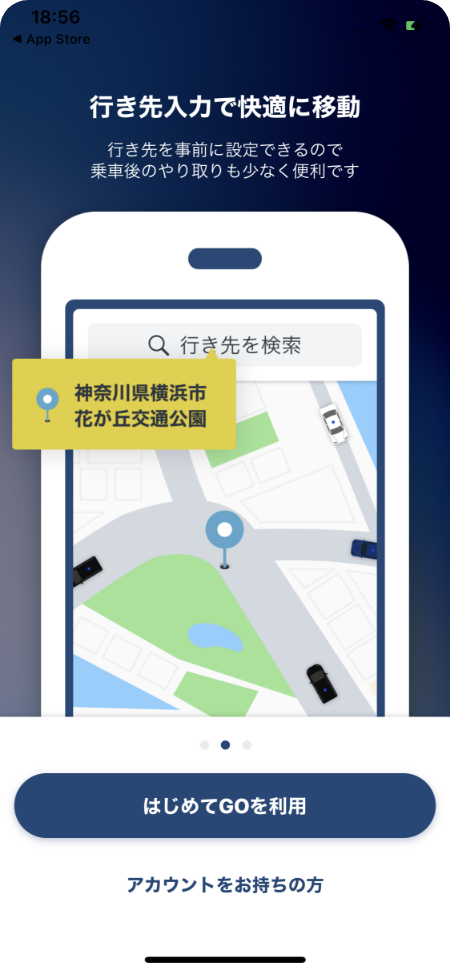 18:56
◀ App Store
行き先入力で快適に移動
行き先を事前に設定できるので
乗車後のやり取りも少なく便利です
行き先を検索
神奈川県横浜市
花が丘交通公園
はじめてGOを利用
アカウントをお持ちの方